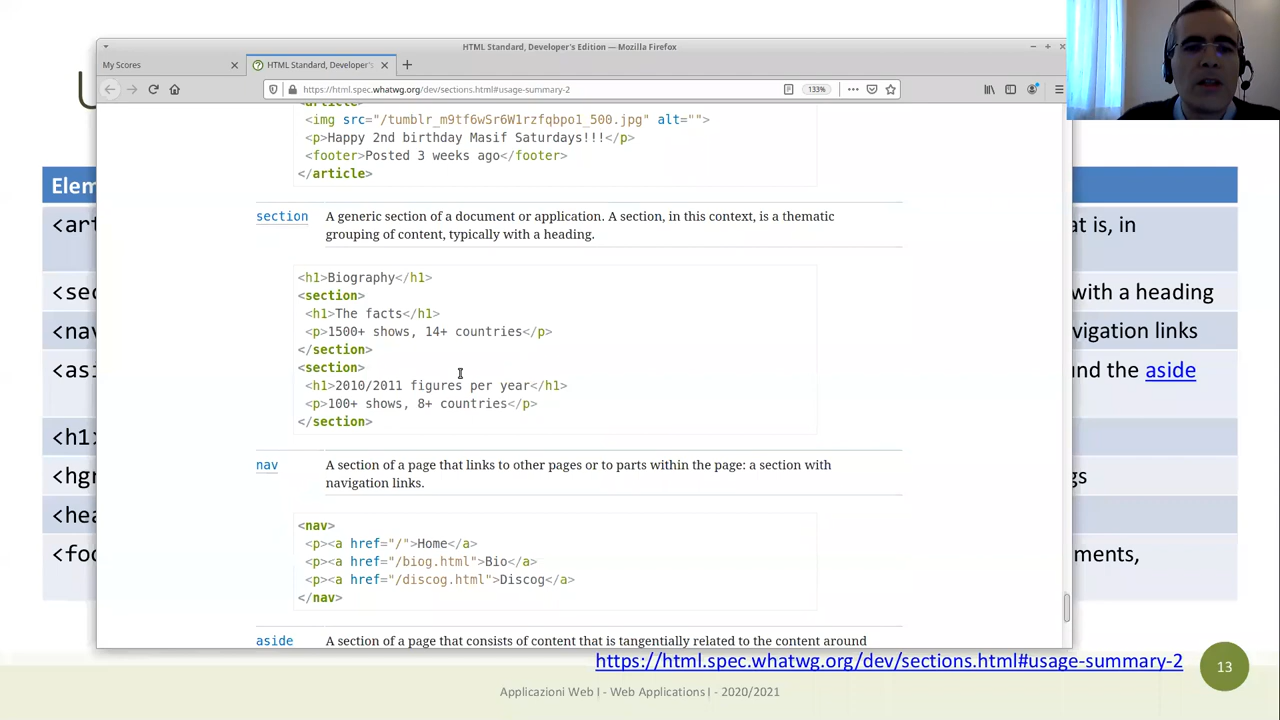 HTML Standard, Developer's Edition — Mozilla Firefox
My Scores
HTML Standard, Developer's
https://html.spec.whatwg.org/dev/sections.html#usage-summary-2
133%
<article>
<img src="/tumblr_m9tf6wSr6W1rzfqbpo1_500.jpg" alt="">
<p>Happy 2nd birthday Masif Saturdays!!!</p>
<footer>Posted 3 weeks ago</footer>
</article>
section
A generic section of a document or application. A section, in this context, is a thematic
grouping of content, typically with a heading.
<h1>Biography</h1>
<section>
<h1>The facts</h1>
<p>1500+ shows, 14+ countries</p>
</section>
<section>
<h1>2010/2011 figures per year</h1>
<p>100+ shows, 8+ countries</p>
</section>
nav
A section of a page that links to other pages or to parts within the page: a section with
navigation links.
<nav>
<p><a href="/">Home</a>
<p><a href="/biog.html">Bio</a>
<p><a href="/discog.html">Discog</a>
</nav>
aside
A section of a page that consists of content that is tangentially related to the content around
Elem
<art
at is, in
<sec
with a heading
<nav
vigation links
<asi
nd the aside
<h1>
<hgr
gs
<hea
<foo
ments,
https://html.spec.whatwg.org/dev/sections.html#usage-summary-2
13
Applicazioni Web I - Web Applications I - 2020/2021